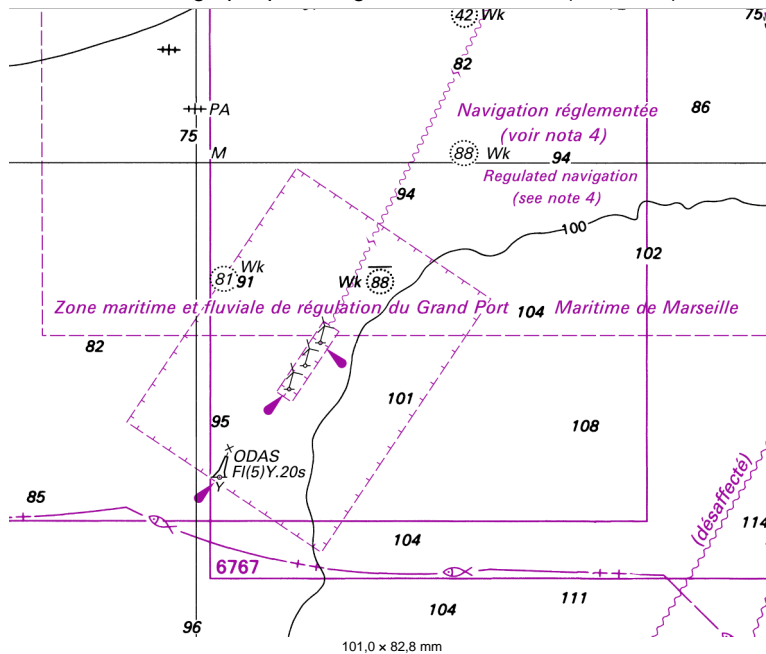 42 Wk
75
82
Navigation réglementée
(voir nota 4)
86
PA
75
M
88 Wk
94
Regulated navigation
(see note 4)
94
100
102
Wk
81 91
Wk 88
Zone maritime et fluviale de régulation du Grand Port Maritime de Marseille
104
82
101
95
108
ODAS
Fl(5)Y.20s
Y
(désaffecté)
85
114
104
6767
111
104
96
101,0 × 82,8 mm